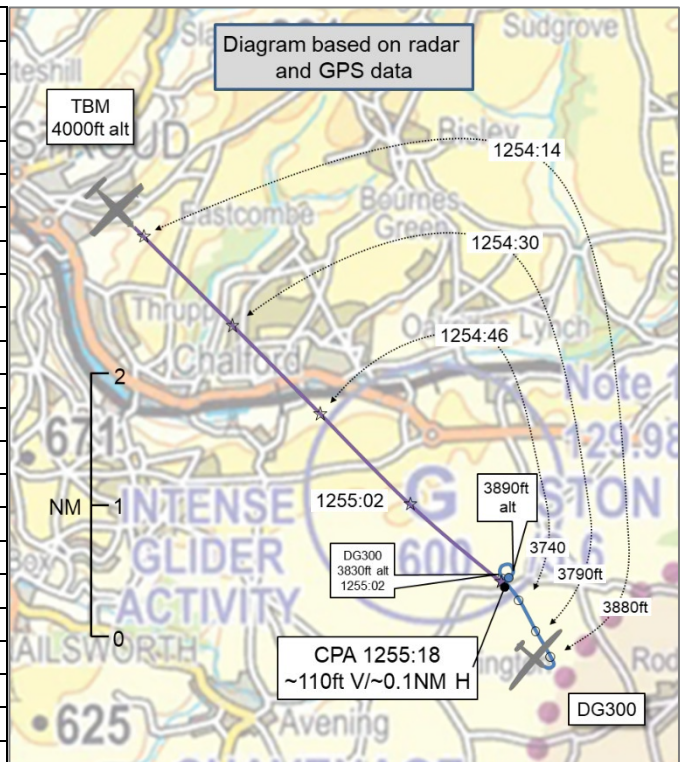 Sudgrove
Diagram based on radar
and GPS data
TBM
4000ft alt
Bisley
1254:14
Eastcombe
Bournes
Green
1254:30
Thrupp
1254:46
Chalford
2
Note 1
671
129.98
1255:02
3890ft
alt
NM
1
INTENSE
G
GLIDER
DG300
3830ft alt
1255:02
3740
3790ft
ACTIVITY
3880ft
0
AILSWORTH
CPA 1255:18
~110ft V/~0.1NM H
Rod
DG300
625
Avening